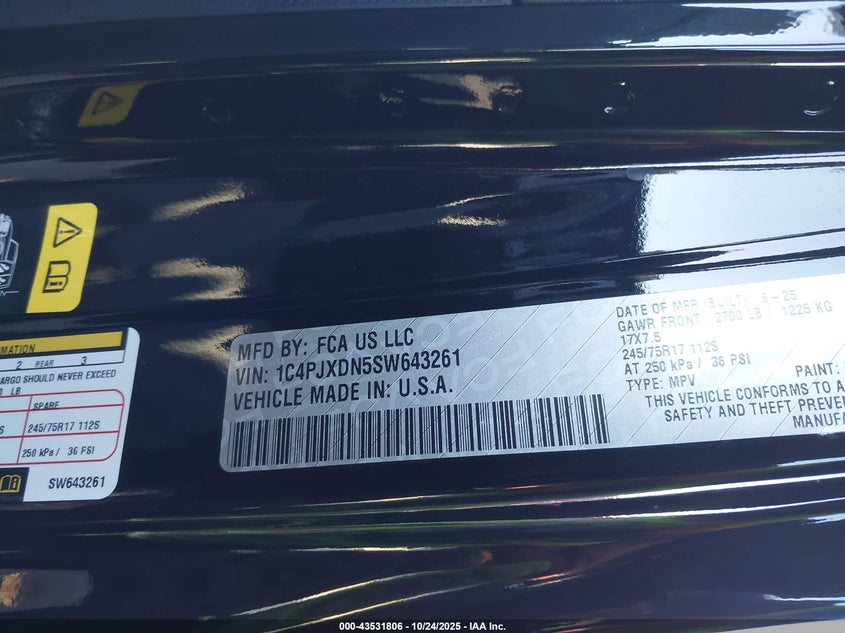 MFD BY: FCA US LLC
VIN: 1C4PJXDN5SW643261
VEHICLE MADE IN: U.S.A.
DATE OF MFR (BUILT): 6-25
GAWR FRONT: 2700 LB / 1225 KG
17X7.5
245/75R17 112S
AT 250 kPa / 36 PSI
TYPE: MPV
PAINT:
THIS VEHICLE CONFORMS TO A
SAFETY AND THEFT PREVEN
MANUFA
RMATION
2 REAR 3
ARGO SHOULD NEVER EXCEED
LB
SPARE
S 245/75R17 112S
250 kPa / 36 PSI
SW643261
000-43531806 - 10/24/2025 - IAA Inc.